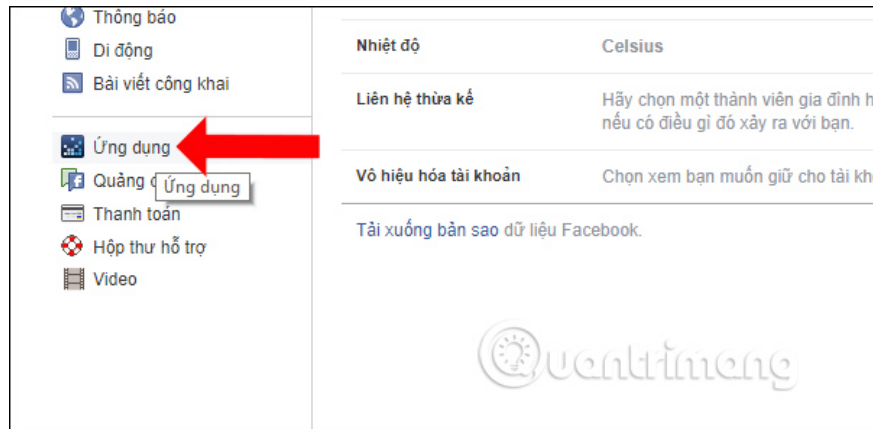 Thông báo
Di động
Bài viết công khai
Ứng dụng
Quảng
Ứng dụng
Thanh toán
Hộp thư hỗ trợ
Video
Nhiệt độ Celsius
Liên hệ thừa kế Hãy chọn một thành viên gia đình
nếu có điều gì đó xảy ra với bạn.
Vô hiệu hóa tài khoản Chọn xem bạn muốn giữ cho tài
Tải xuống bản sao dữ liệu Facebook.
Quantrimang